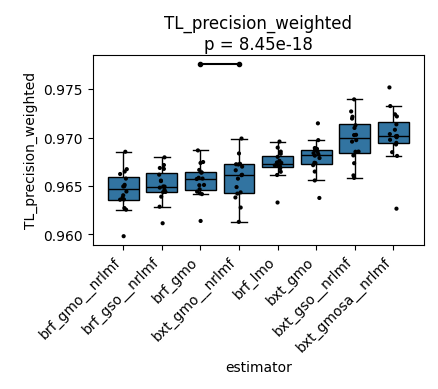 TL_precision_weighted
p = 8.45e-18
TL_precision_weighted
0.975
0.970
0.965
0.960
brf_gmo__nrlmf
brf_gso__nrlmf
brf_gmo
bxt_gmo__nrlmf
brf_lmo
bxt_gmo
bxt_gso__nrlmf
bxt_gmosa__nrlmf
estimator